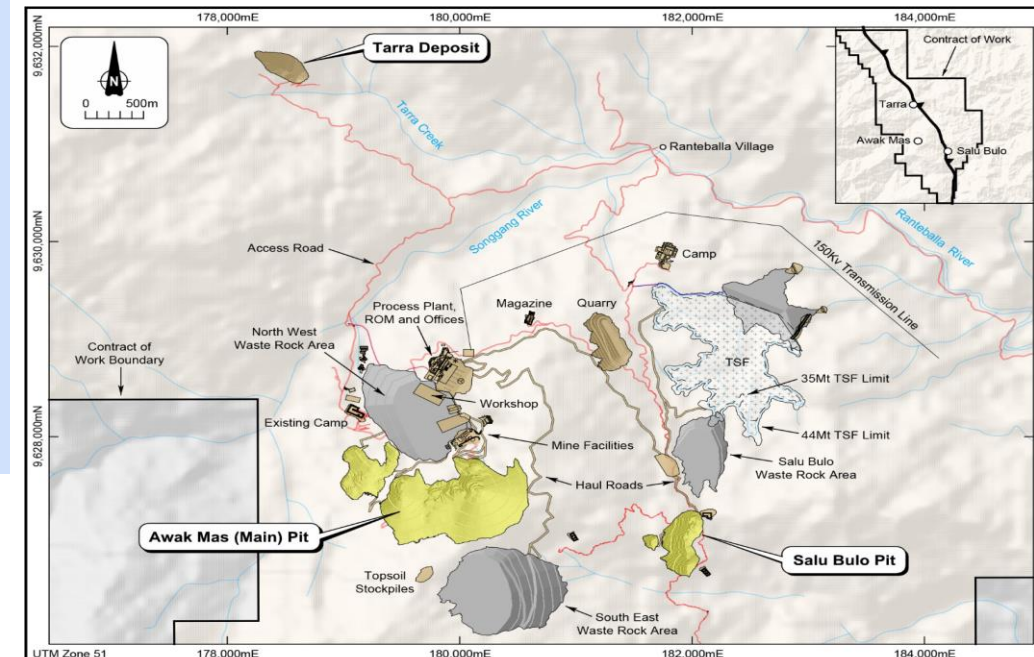 178,000mE
180,000mE
182,000mE
184,000mE
9,632,000mN
9,630,000mN
9,628,000mN
N
0 500m
Tarra Deposit
Contract of Work
Tarra
Awak Mas
Salu Bulo
Tarra Creek
Ranteballa Village
Songgang River
Ranteballa River
Access Road
Camp
150Kv Transmission Line
Process Plant,
ROM and Offices
Magazine
Quarry
North West
Waste Rock Area
Contract of
Work Boundary
TSF
35Mt TSF Limit
Workshop
Existing Camp
44Mt TSF Limit
Mine Facilities
Salu Bulo
Waste Rock Area
Haul Roads
Awak Mas (Main) Pit
Salu Bulo Pit
Topsoil
Stockpiles
South East
Waste Rock Area
UTM Zone 51
178,000mE
180,000mE
182,000mE
184,000mE